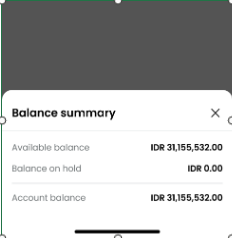 Balance summary
Available balance IDR 31,155,532.00
Balance on hold IDR 0.00
Account balance IDR 31,155,532.00